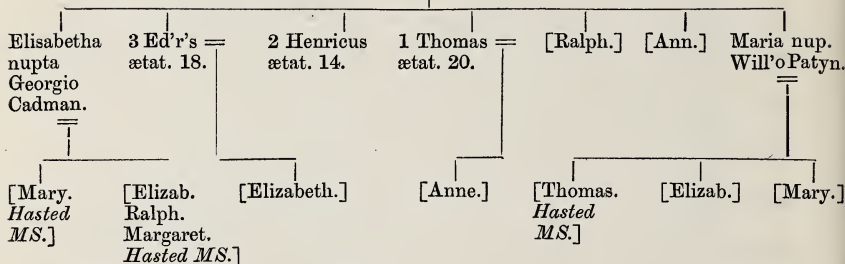 Elisabetha
nupta
Georgio
Cadman.
3 Ed'r's
ætat. 18.
2 Henricus
ætat. 14.
1 Thomas
ætat. 20.
[Ralph.]
[Ann.]
Maria nup.
Will'o Patyn.
[Mary.
Hasted
MS.]
[Elizab.
Ralph.
Margaret.
Hasted MS.]
[Elizabeth.]
[Anne.]
[Thomas.
Hasted
MS.]
[Elizab.]
[Mary.]